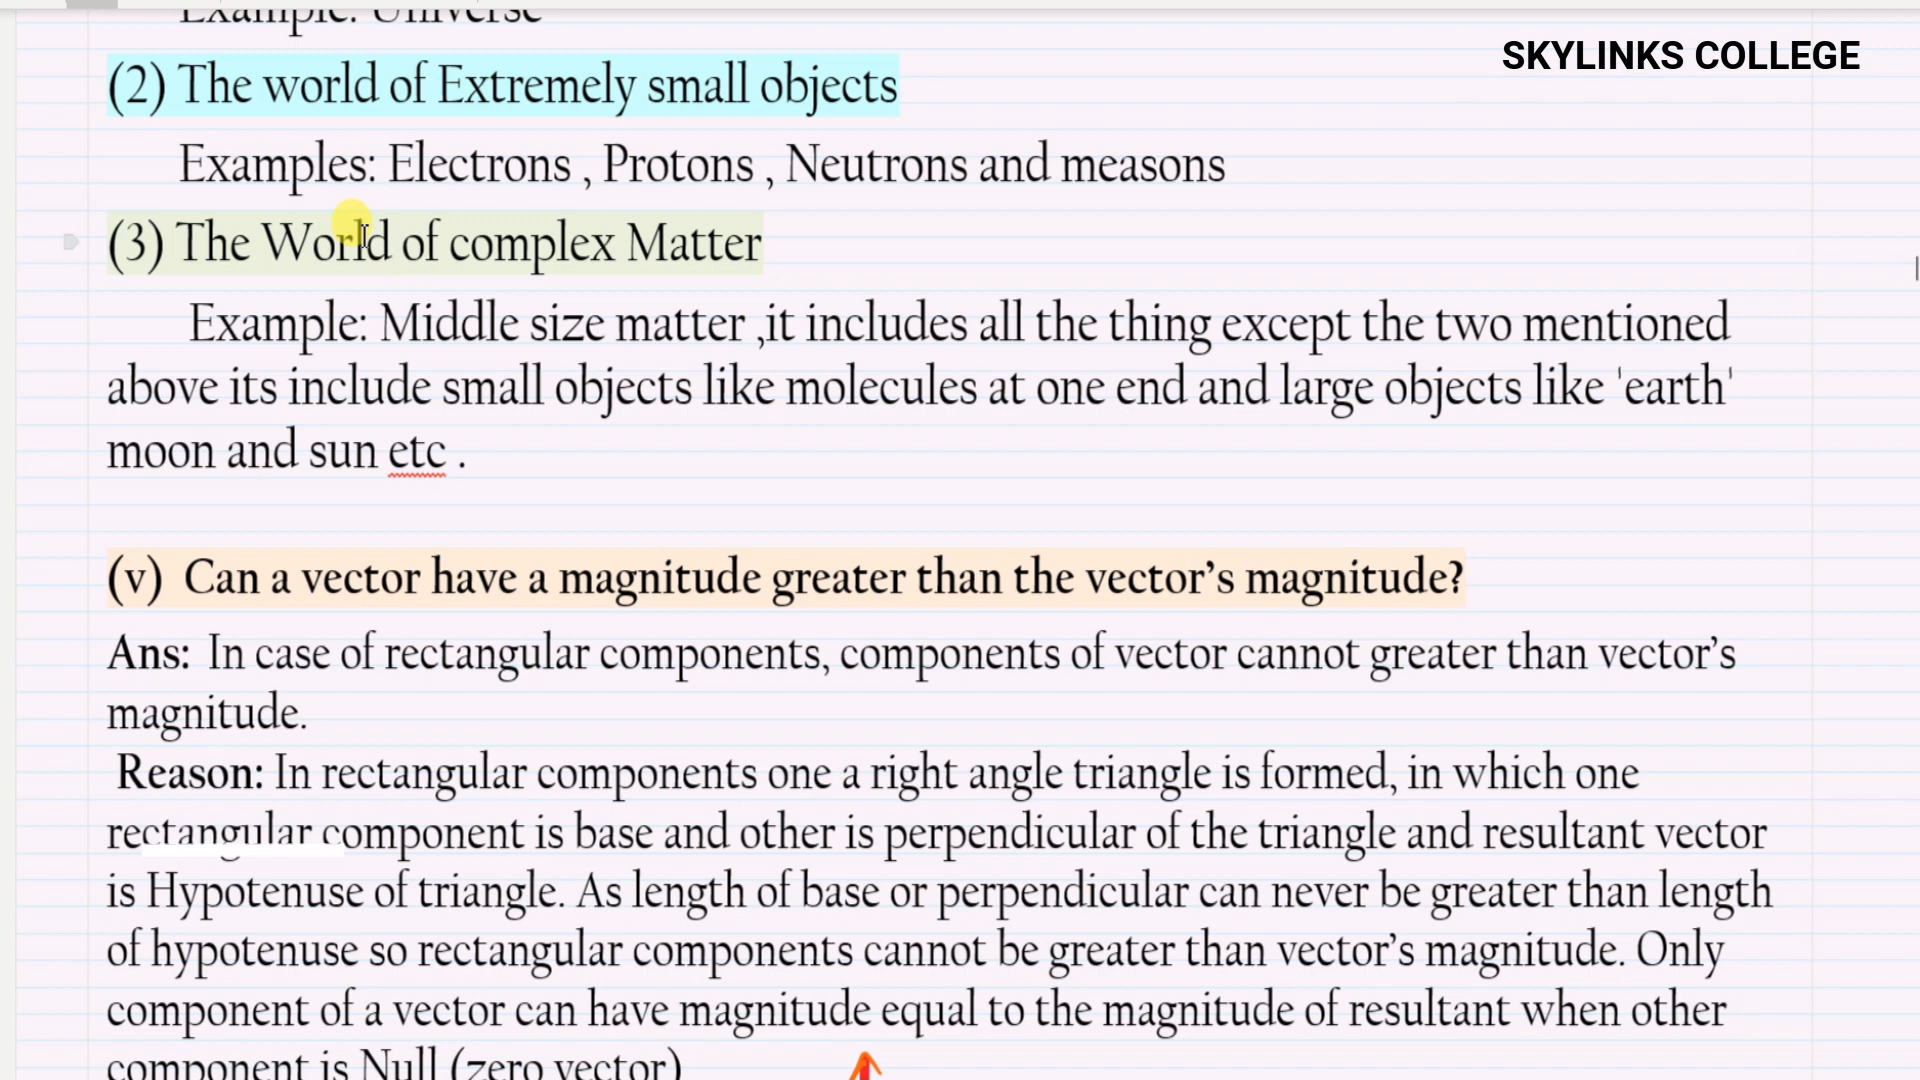 Example: Universe
SKYLINKS COLLEGE
(2) The world of Extremely small objects
Examples: Electrons , Protons , Neutrons and measons
(3) The World of complex Matter
Example: Middle size matter ,it includes all the thing except the two mentioned
above its include small objects like molecules at one end and large objects like 'earth'
moon and sun etc .
(v) Can a vector have a magnitude greater than the vector’s magnitude?
Ans: In case of rectangular components, components of vector cannot greater than vector’s
magnitude.
Reason: In rectangular components one a right angle triangle is formed, in which one
rectangular component is base and other is perpendicular of the triangle and resultant vector
is Hypotenuse of triangle. As length of base or perpendicular can never be greater than length
of hypotenuse so rectangular components cannot be greater than vector’s magnitude. Only
component of a vector can have magnitude equal to the magnitude of resultant when other
component is Null (zero vector)